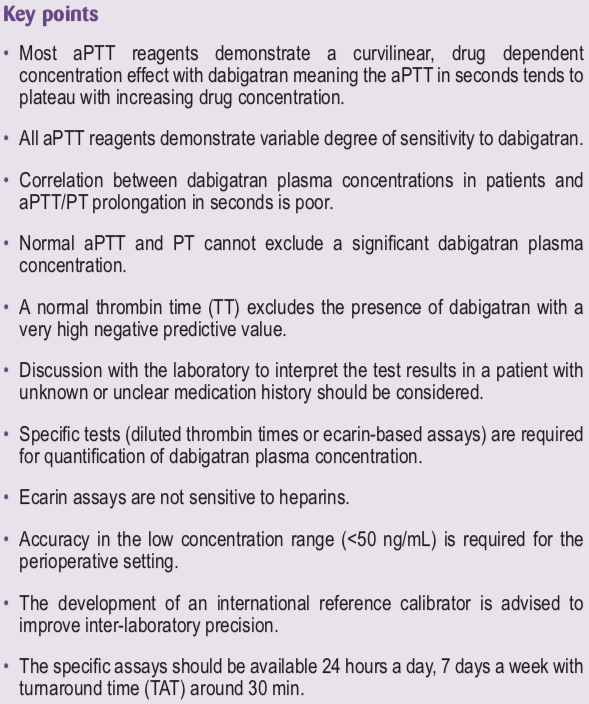 Key points
• Most aPTT reagents demonstrate a curvilinear, drug dependent
concentration effect with dabigatran meaning the aPTT in seconds tends to
plateau with increasing drug concentration.
• All aPTT reagents demonstrate variable degree of sensitivity to dabigatran.
• Correlation between dabigatran plasma concentrations in patients and
aPTT/PT prolongation in seconds is poor.
• Normal aPTT and PT cannot exclude a significant dabigatran plasma
concentration.
• A normal thrombin time (TT) excludes the presence of dabigatran with a
very high negative predictive value.
• Discussion with the laboratory to interpret the test results in a patient with
unknown or unclear medication history should be considered.
• Specific tests (diluted thrombin times or ecarin-based assays) are required
for quantification of dabigatran plasma concentration.
• Ecarin assays are not sensitive to heparins.
• Accuracy in the low concentration range (<50 ng/mL) is required for the
perioperative setting.
• The development of an international reference calibrator is advised to
improve inter-laboratory precision.
• The specific assays should be available 24 hours a day, 7 days a week with
turnaround time (TAT) around 30 min.